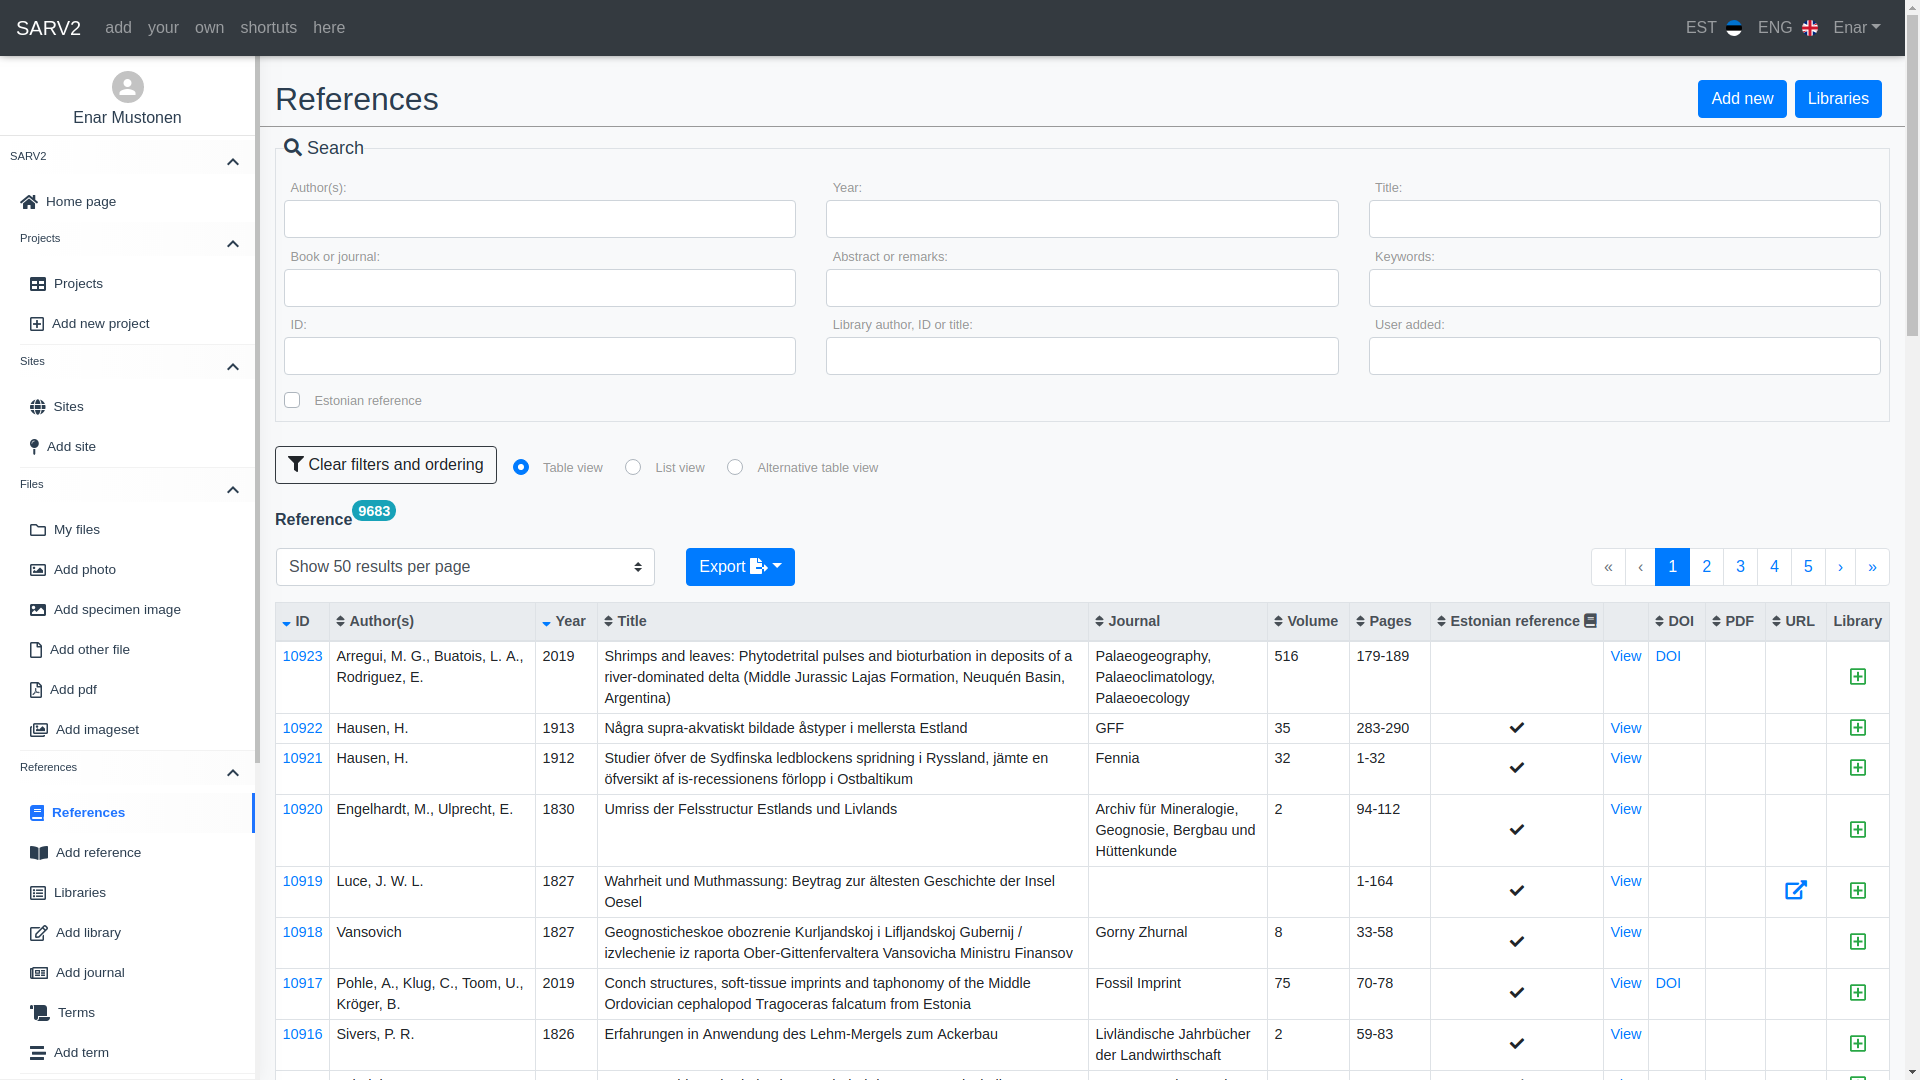 SARV2 add your own shortuts here EST ENG Enar
Enar Mustonen
SARV2
Home page
Projects
Projects
Add new project
Sites
Sites
Add site
Files
My files
Add photo
Add specimen image
Add other file
Add pdf
Add imageset
References
References
Add reference
Libraries
Add library
Add journal
Terms
Add term
References Add new Libraries
Search
Author(s): Year: Title:
Book or journal: Abstract or remarks: Keywords:
ID: Library author, ID or title: User added:
Estonian reference
Clear filters and ordering Table view List view Alternative table view
Reference 9683
Show 50 results per page Export « ‹ 1 2 3 4 5 › »
ID Author(s) Year Title Journal Volume Pages Estonian reference DOI PDF URL Library
10923 Arregui, M. G., Buatois, L. A., 2019 Shrimps and leaves: Phytodetrital pulses and bioturbation in deposits of a Palaeogeography, 516 179-189 View DOI
Rodriguez, E. river-dominated delta (Middle Jurassic Lajas Formation, Neuquén Basin, Palaeoclimatology,
Argentina) Palaeoecology
10922 Hausen, H. 1913 Några supra-akvatiskt bildade åstyper i mellersta Estland GFF 35 283-290 View
10921 Hausen, H. 1912 Studier öfver de Sydfinska ledblockens spridning i Ryssland, jämte en Fennia 32 1-32 View
öfversikt af is-recessionens förlopp i Ostbaltikum
10920 Engelhardt, M., Ulprecht, E. 1830 Umriss der Felsstructur Estlands und Livlands Archiv für Mineralogie, 2 94-112 View
Geognosie, Bergbau und
Hüttenkunde
10919 Luce, J. W. L. 1827 Wahrheit und Muthmassung: Beytrag zur ältesten Geschichte der Insel 1-164 View
Oesel
10918 Vansovich 1827 Geognosticheskoe obozrenie Kurljandskoj i Lifljandskoj Gubernij / Gorny Zhurnal 8 33-58 View
izvlechenie iz raporta Ober-Gittenfervaltera Vansovicha Ministru Finansov
10917 Pohle, A., Klug, C., Toom, U., 2019 Conch structures, soft-tissue imprints and taphonomy of the Middle Fossil Imprint 75 70-78 View DOI
Kröger, B. Ordovician cephalopod Tragoceras falcatum from Estonia
10916 Sivers, P. R. 1826 Erfahrungen in Anwendung des Lehm-Mergels zum Ackerbau Livländische Jahrbücher 2 59-83 View
der Landwirthschaft